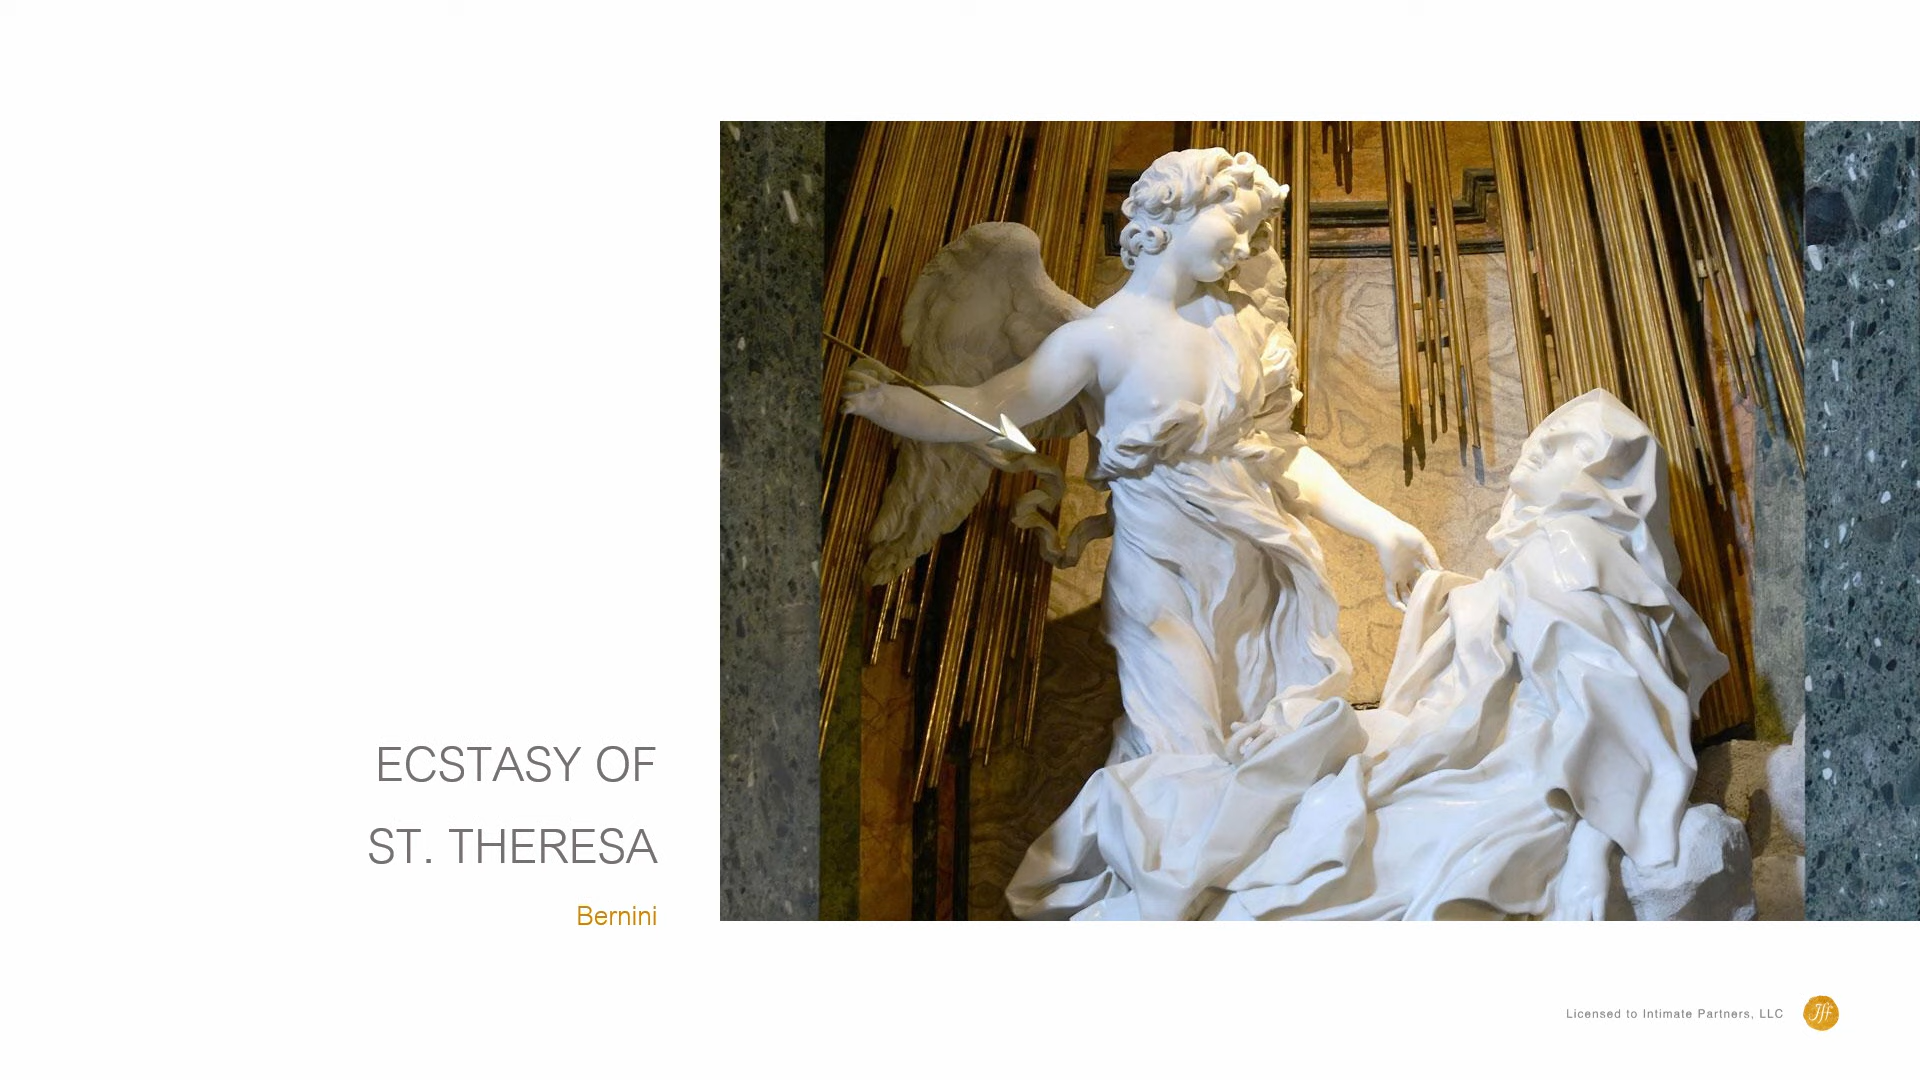 ECSTASY OF
ST. THERESA
Bernini
Licensed to Intimate Partners, LLC